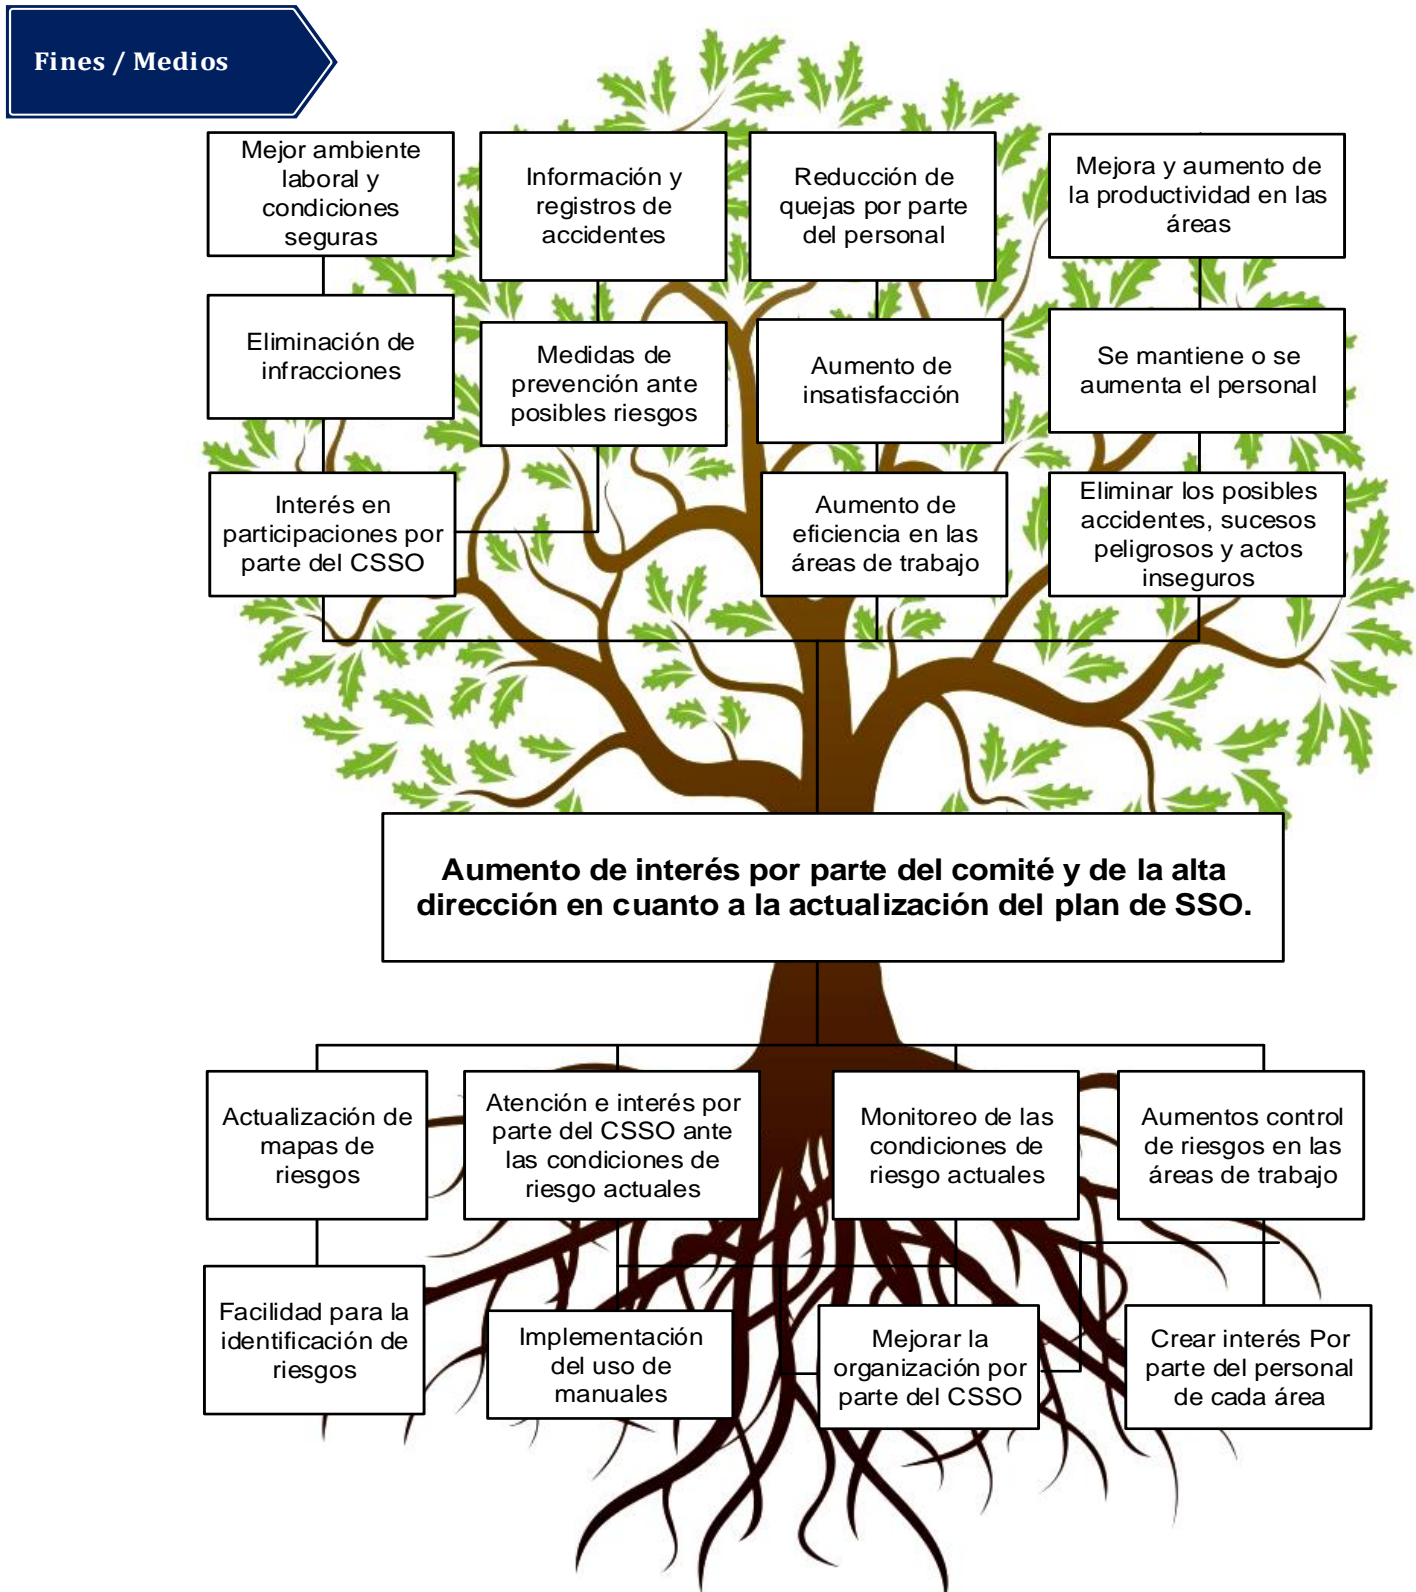 Fines / Medios
Mejor ambiente
laboral y
condiciones
seguras
Información y
registros de
accidentes
Reducción de
quejas por parte
del personal
Mejora y aumento de
la productividad en las
áreas
Eliminación de
infracciones
Medidas de
prevención ante
posibles riesgos
Aumento de
insatisfacción
Se mantiene o se
aumenta el personal
Interés en
participaciones por
parte del CSSO
Aumento de
eficiencia en las
áreas de trabajo
Eliminar los posibles
accidentes, sucesos
peligrosos y actos
inseguros
Aumento de interés por parte del comité y de la alta
dirección en cuanto a la actualización del plan de SSO.
Actualización de
mapas de
riesgos
Atención e interés por
parte del CSSO ante
las condiciones de
riesgo actuales
Monitoreo de las
condiciones de
riesgo actuales
Aumentos control
de riesgos en las
áreas de trabajo
Facilidad para la
identificación de
riesgos
Implementación
del uso de
manuales
Mejorar la
organización por
parte del CSSO
Crear interés Por
parte del personal
de cada área